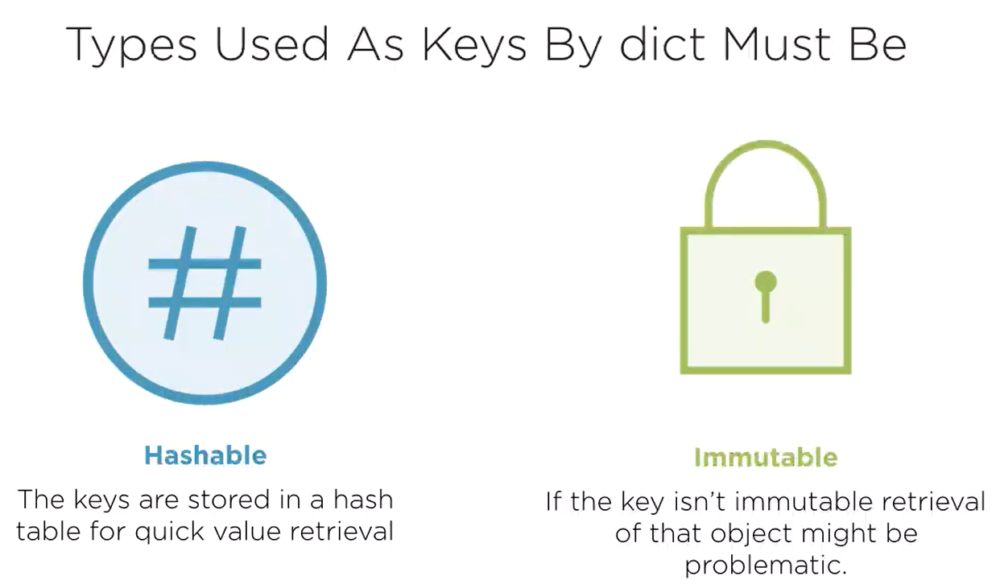 Types Used As Keys By dict Must Be
#
Hashable
The keys are stored in a hash
table for quick value retrieval
Immutable
If the key isn’t immutable retrieval
of that object might be
problematic.